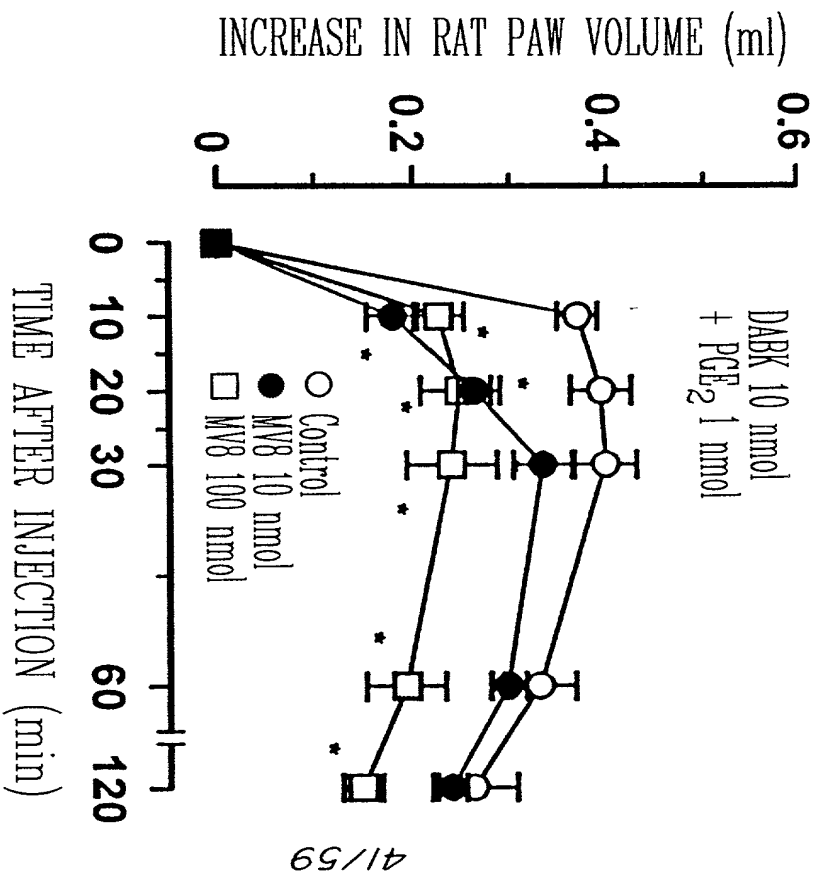 INCREASE IN RAT PAW VOLUME (ml)
0.6
0.4
0.2
0
DABK 10 nmol
+ PGE2 1 nmol
*
*
*
*
*
*
*
Control
MV8 10 nmol
MV8 100 nmol
0 10 20 30 60 120
TIME AFTER INJECTION (min)
41/59